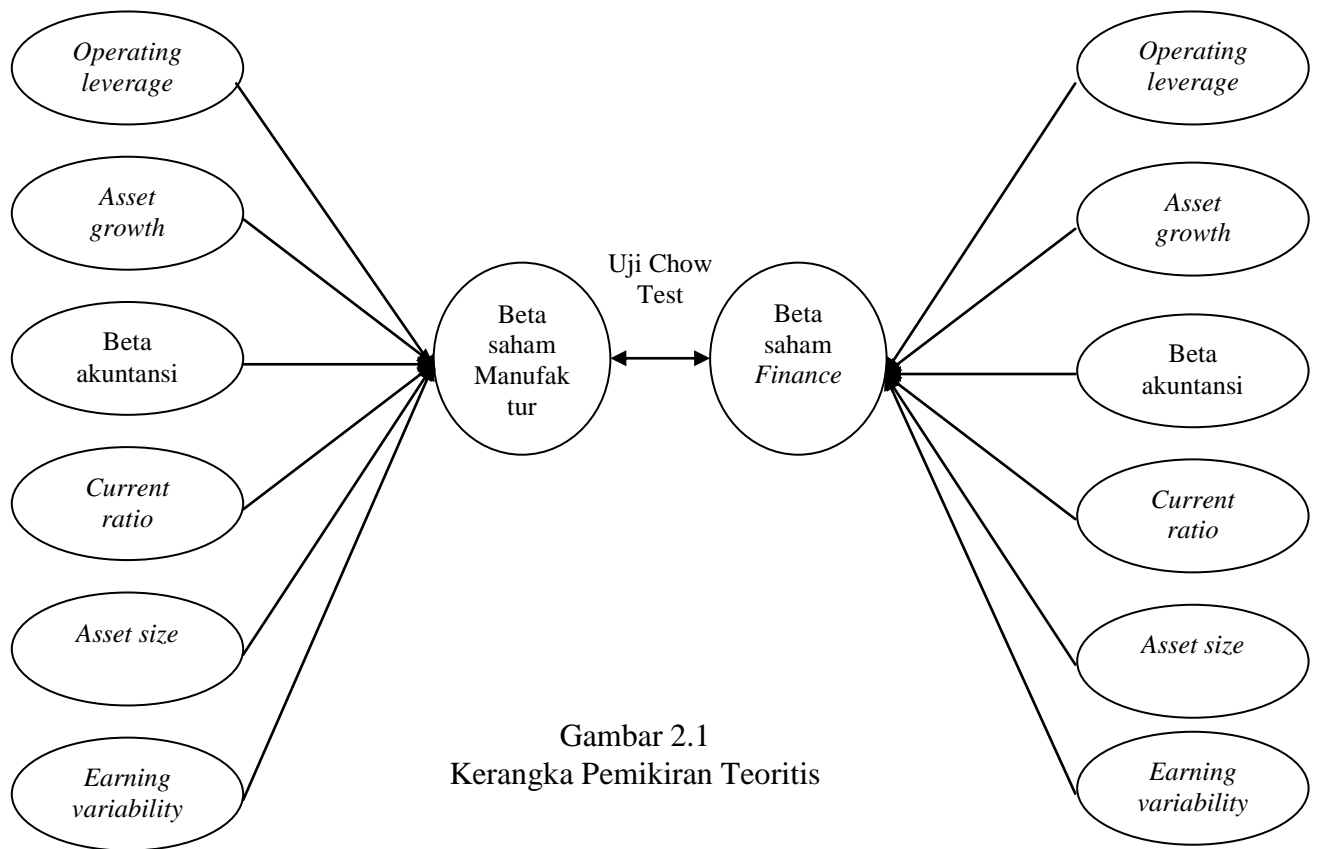 Operating
leverage
Asset
growth
Beta
akuntansi
Current
ratio
Asset size
Earning
variability
Beta
saham
Manufak
tur
Uji Chow
Test
Beta
saham
Finance
Operating
leverage
Asset
growth
Beta
akuntansi
Current
ratio
Asset size
Earning
variability
Gambar 2.1
Kerangka Pemikiran Teoritis